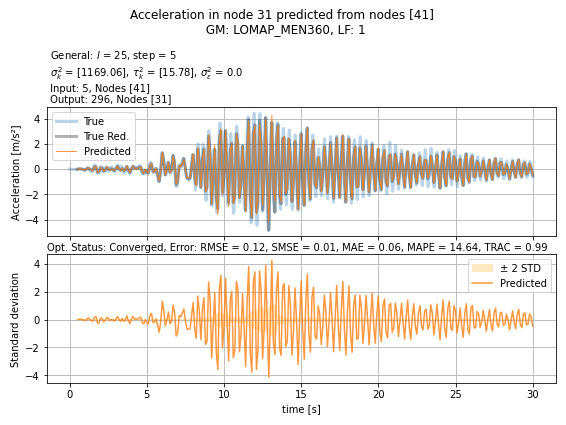 Acceleration in node 31 predicted from nodes [41]
GM: LOMAP_MEN360, LF: 1
General: l = 25, step = 5
σ²ₖ = [1169.06], τ²ₖ = [15.78], σ²ε = 0.0
Input: 5, Nodes [41]
Output: 296, Nodes [31]
Acceleration [m/s²]
4
2
0
−2
−4
True
True Red.
Predicted
Opt. Status: Converged, Error: RMSE = 0.12, SMSE = 0.01, MAE = 0.06, MAPE = 14.64, TRAC = 0.99
Standard deviation
4
2
0
−2
−4
± 2 STD
Predicted
0 5 10 15 20 25 30
time [s]